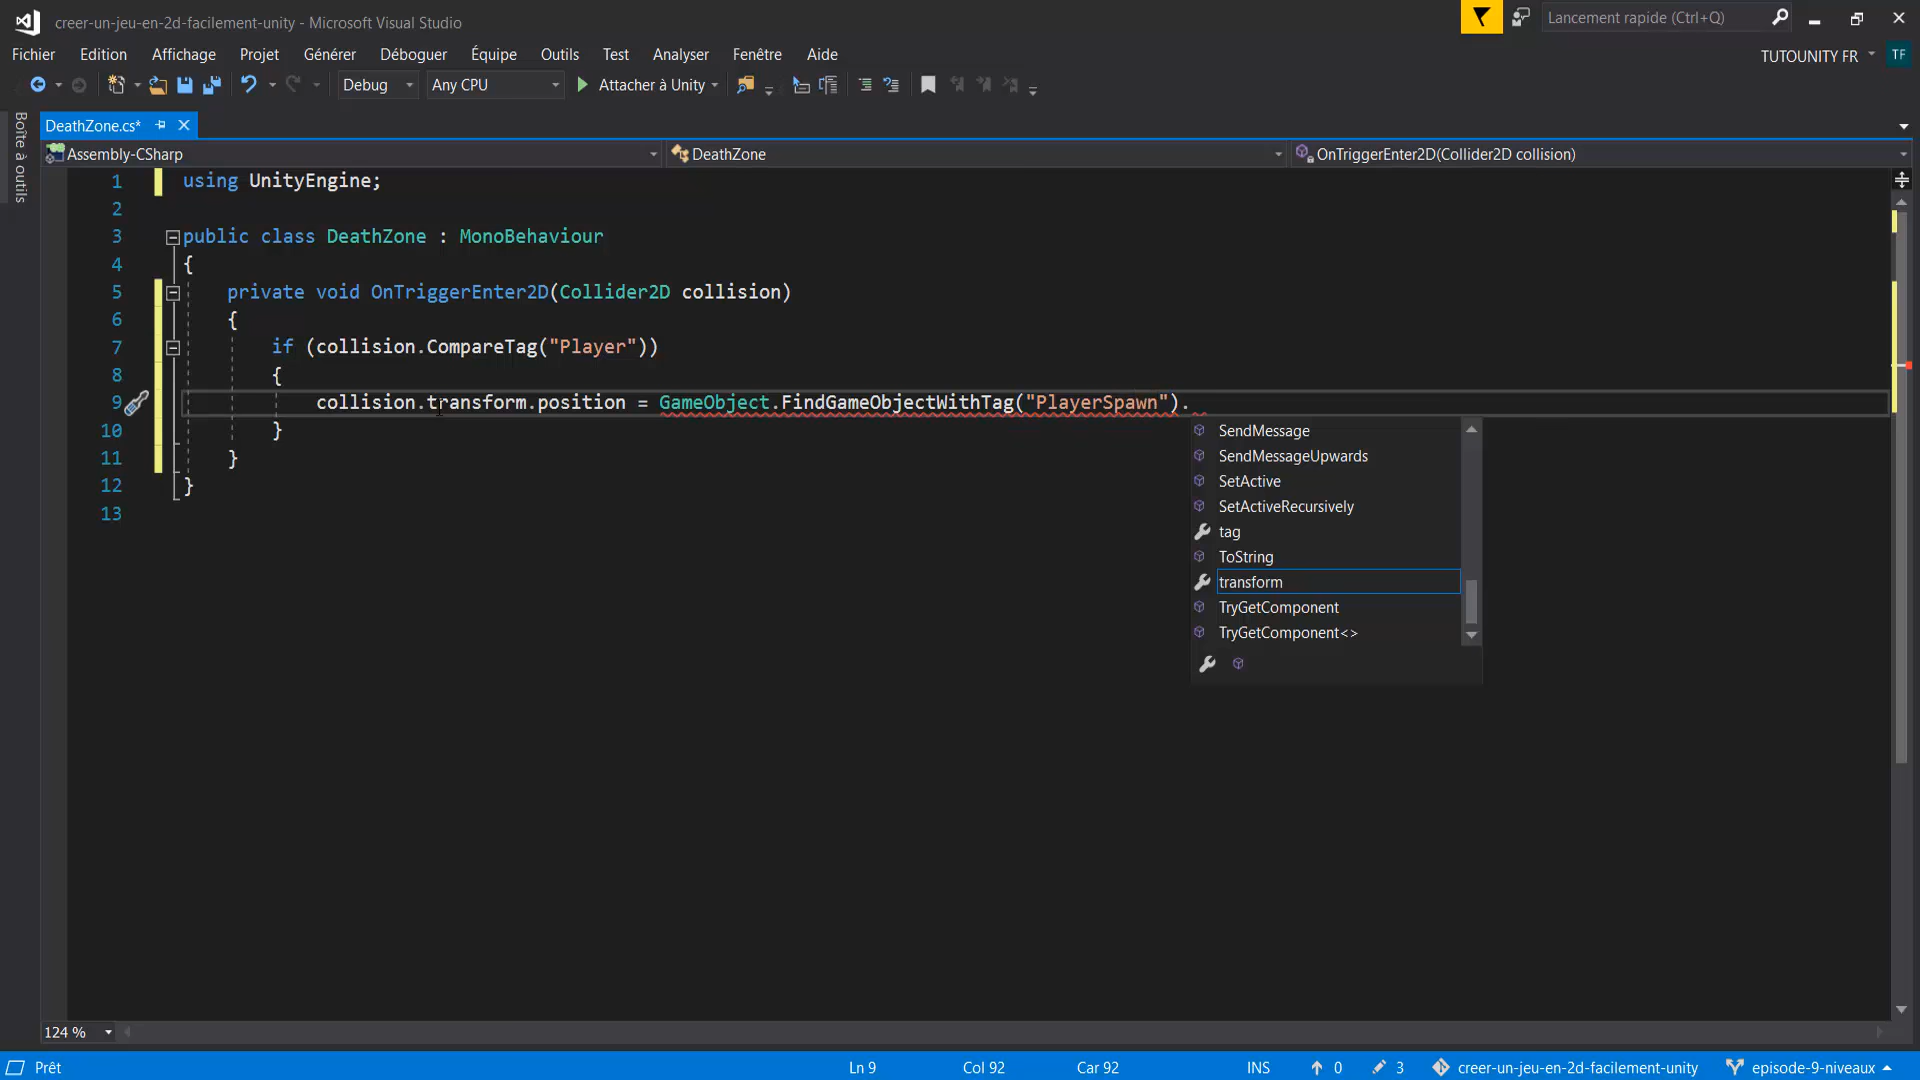 creer-un-jeu-en-2d-facilement-unity - Microsoft Visual Studio
Lancement rapide (Ctrl+Q)
Fichier Edition Affichage Projet Générer Déboguer Équipe Outils Test Analyser Fenêtre Aide
TUTOUNITY FR TF
Debug Any CPU Attacher à Unity
Boîte à outils
DeathZone.cs*
Assembly-CSharp DeathZone OnTriggerEnter2D(Collider2D collision)
1 using UnityEngine;
2
3 public class DeathZone : MonoBehaviour
4 {
5 private void OnTriggerEnter2D(Collider2D collision)
6 {
7 if (collision.CompareTag("Player"))
8 {
9 collision.transform.position = GameObject.FindGameObjectWithTag("PlayerSpawn").
10 }
11 }
12 }
13
SendMessage
SendMessageUpwards
SetActive
SetActiveRecursively
tag
ToString
transform
TryGetComponent
TryGetComponent<>
124 %
Prêt Ln 9 Col 92 Car 92 INS 0 3 creer-un-jeu-en-2d-facilement-unity episode-9-niveaux